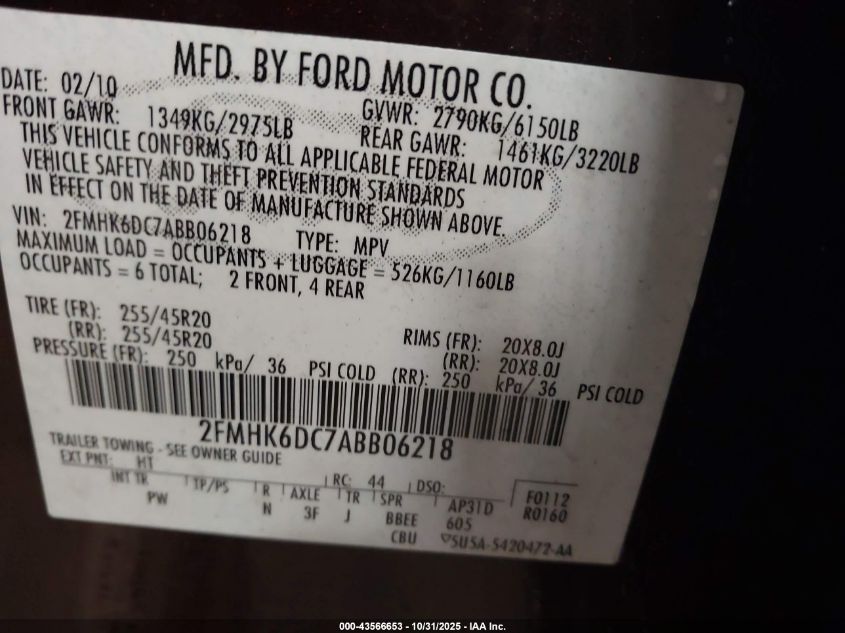 MFD. BY FORD MOTOR CO.
DATE: 02/10 GVWR: 2790KG/6150LB
FRONT GAWR: 1349KG/2975LB REAR GAWR: 1461KG/3220LB
THIS VEHICLE CONFORMS TO ALL APPLICABLE FEDERAL MOTOR
VEHICLE SAFETY AND THEFT PREVENTION STANDARDS
IN EFFECT ON THE DATE OF MANUFACTURE SHOWN ABOVE.
VIN: 2FMHK6DC7ABB06218 TYPE: MPV
MAXIMUM LOAD = OCCUPANTS + LUGGAGE = 526KG/1160LB
OCCUPANTS = 6 TOTAL; 2 FRONT, 4 REAR
TIRE (FR): 255/45R20 RIMS (FR): 20X8.0J
(RR): 255/45R20 (RR): 20X8.0J
PRESSURE (FR): 250 kPa/ 36 PSI COLD (RR): 250 kPa/ 36 PSI COLD
2FMHK6DC7ABB06218
TRAILER TOWING - SEE OWNER GUIDE
EXT PNT: HT RC: 44 DSO: F0112
INT TR TP/PS R AXLE TR SPR AP31D R0160
PW N 3F J BBEE 605
CBU 5U5A-5420472-AA
000-43566653 - 10/31/2025 - IAA Inc.